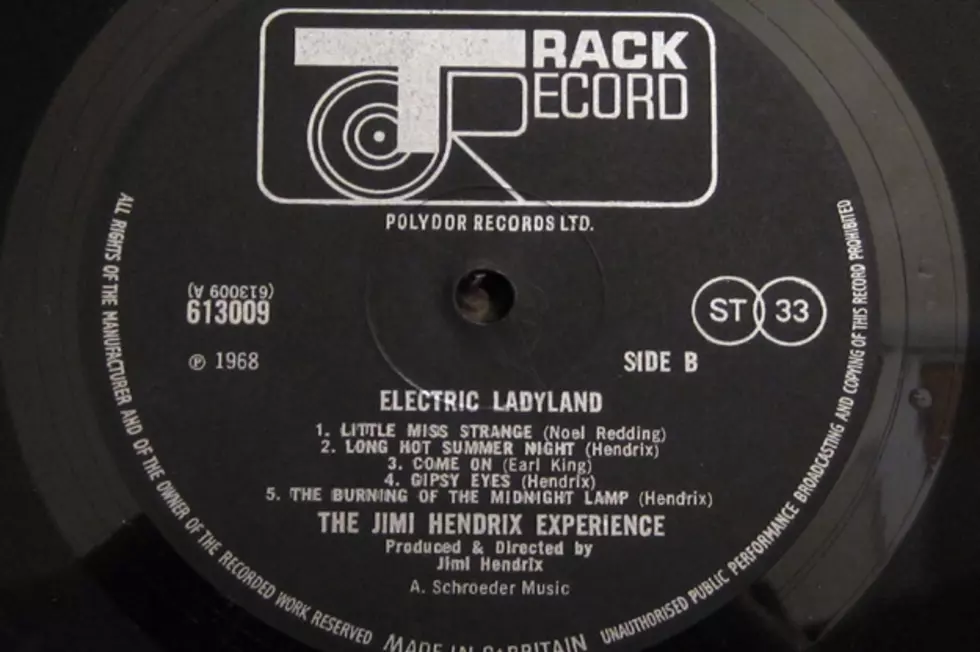 TRACK
RECORD
POLYDOR RECORDS LTD.
(613009 A)
613009
ST 33
℗ 1968
SIDE B
ELECTRIC LADYLAND
1. LITTLE MISS STRANGE (Noel Redding)
2. LONG HOT SUMMER NIGHT (Hendrix)
3. COME ON (Earl King)
4. GIPSY EYES (Hendrix)
5. THE BURNING OF THE MIDNIGHT LAMP (Hendrix)
THE JIMI HENDRIX EXPERIENCE
Produced & Directed by
Jimi Hendrix
A. Schroeder Music
ALL RIGHTS OF THE MANUFACTURER AND OF THE OWNER OF THE RECORDED WORK RESERVED
MADE IN Gt BRITAIN
UNAUTHORISED PUBLIC PERFORMANCE BROADCASTING AND COPYING OF THIS RECORD PROHIBITED